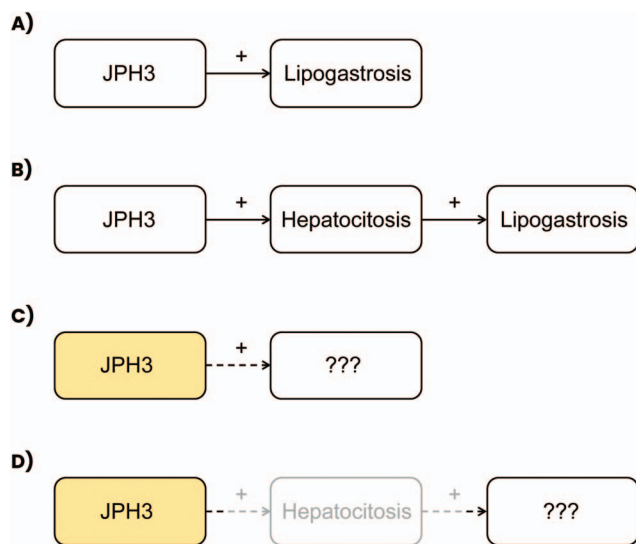 A)
JPH3 + Lipogastrosis
B)
JPH3 + Hepatocitosis + Lipogastrosis
C)
JPH3 + ???
D)
JPH3 + Hepatocitosis + ???